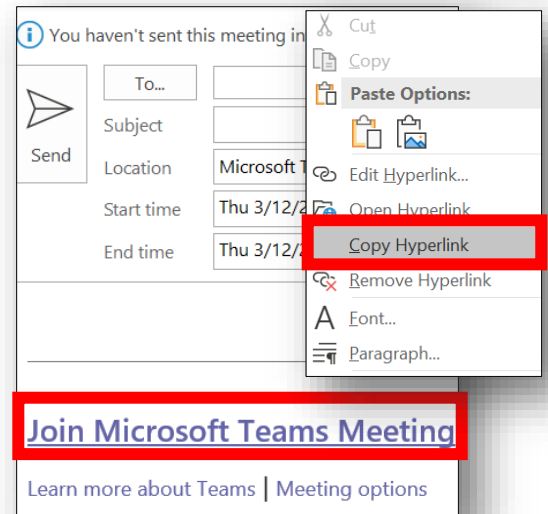 You haven't sent this meeting in
To...
Subject
Send
Location
Microsoft T
Start time
Thu 3/12/2
End time
Thu 3/12/2
Cut
Copy
Paste Options:
Edit Hyperlink...
Open Hyperlink
Copy Hyperlink
Remove Hyperlink
Font...
Paragraph...
Join Microsoft Teams Meeting
Learn more about Teams | Meeting options